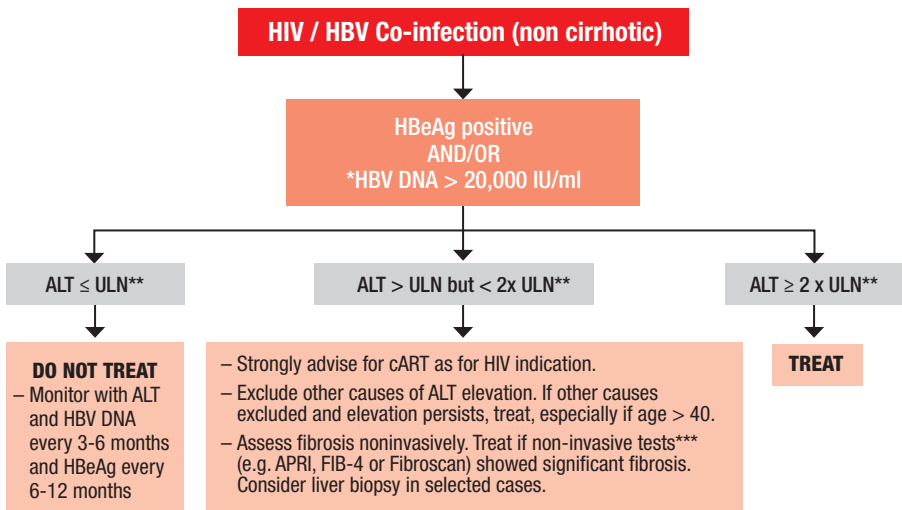 HIV / HBV Co-infection (non cirrhotic)
HBeAg positive
AND/OR
*HBV DNA > 20,000 IU/ml
ALT ≤ ULN**
ALT > ULN but < 2x ULN**
ALT ≥ 2 x ULN**
DO NOT TREAT
– Monitor with ALT
and HBV DNA
every 3-6 months
and HBeAg every
6-12 months
– Strongly advise for cART as for HIV indication.
– Exclude other causes of ALT elevation. If other causes
excluded and elevation persists, treat, especially if age > 40.
– Assess fibrosis noninvasively. Treat if non-invasive tests***
(e.g. APRI, FIB-4 or Fibroscan) showed significant fibrosis.
Consider liver biopsy in selected cases.
TREAT